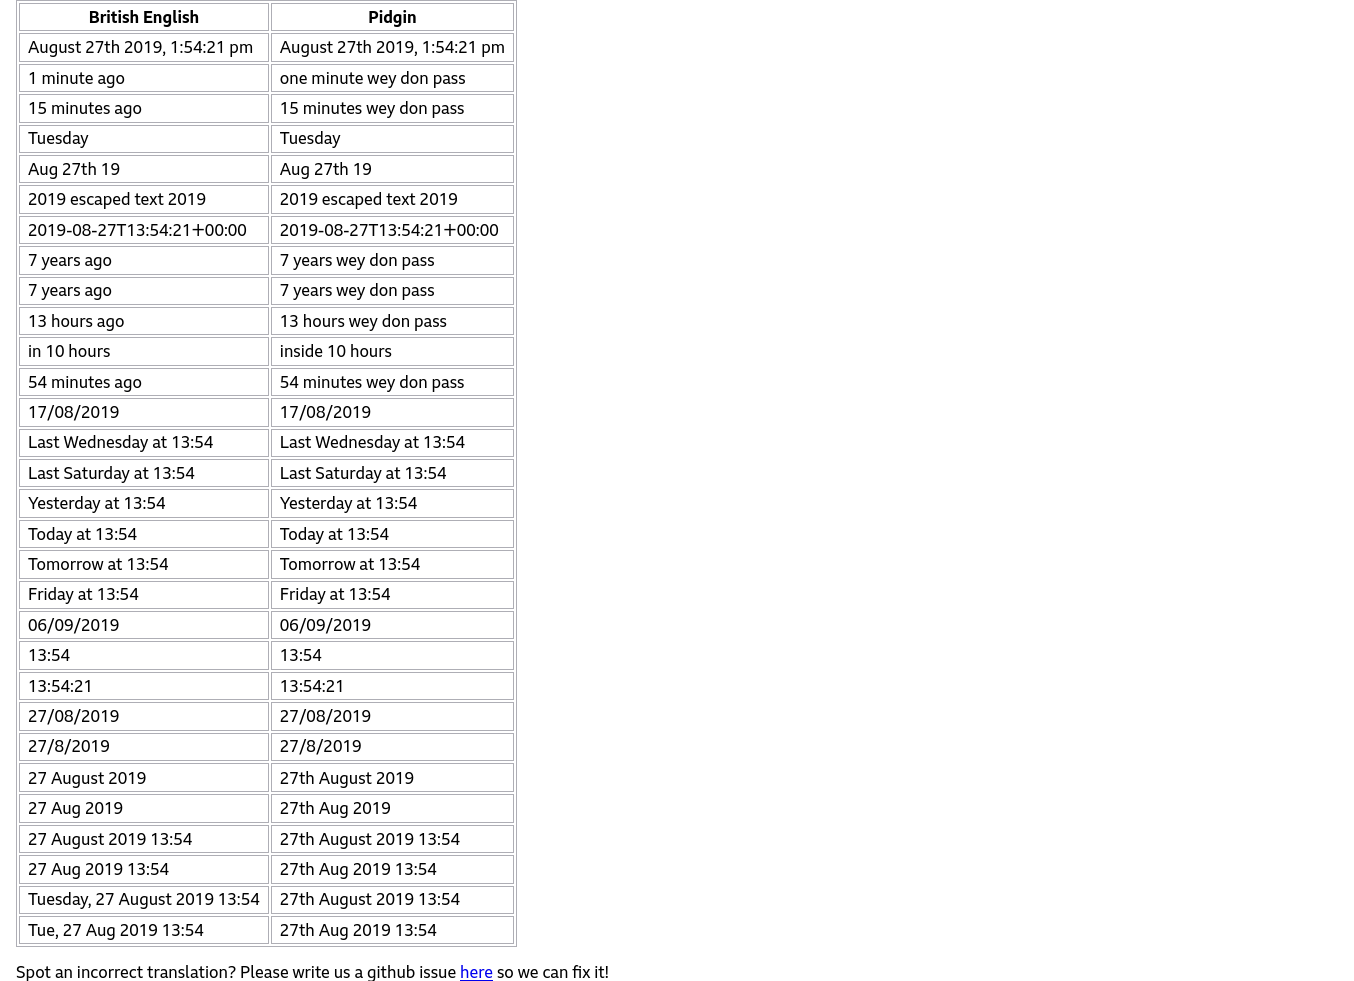 British English Pidgin
August 27th 2019, 1:54:21 pm August 27th 2019, 1:54:21 pm
1 minute ago one minute wey don pass
15 minutes ago 15 minutes wey don pass
Tuesday Tuesday
Aug 27th 19 Aug 27th 19
2019 escaped text 2019 2019 escaped text 2019
2019-08-27T13:54:21+00:00 2019-08-27T13:54:21+00:00
7 years ago 7 years wey don pass
7 years ago 7 years wey don pass
13 hours ago 13 hours wey don pass
in 10 hours inside 10 hours
54 minutes ago 54 minutes wey don pass
17/08/2019 17/08/2019
Last Wednesday at 13:54 Last Wednesday at 13:54
Last Saturday at 13:54 Last Saturday at 13:54
Yesterday at 13:54 Yesterday at 13:54
Today at 13:54 Today at 13:54
Tomorrow at 13:54 Tomorrow at 13:54
Friday at 13:54 Friday at 13:54
06/09/2019 06/09/2019
13:54 13:54
13:54:21 13:54:21
27/08/2019 27/08/2019
27/8/2019 27/8/2019
27 August 2019 27th August 2019
27 Aug 2019 27th Aug 2019
27 August 2019 13:54 27th August 2019 13:54
27 Aug 2019 13:54 27th Aug 2019 13:54
Tuesday, 27 August 2019 13:54 27th August 2019 13:54
Tue, 27 Aug 2019 13:54 27th Aug 2019 13:54
Spot an incorrect translation? Please write us a github issue here so we can fix it!